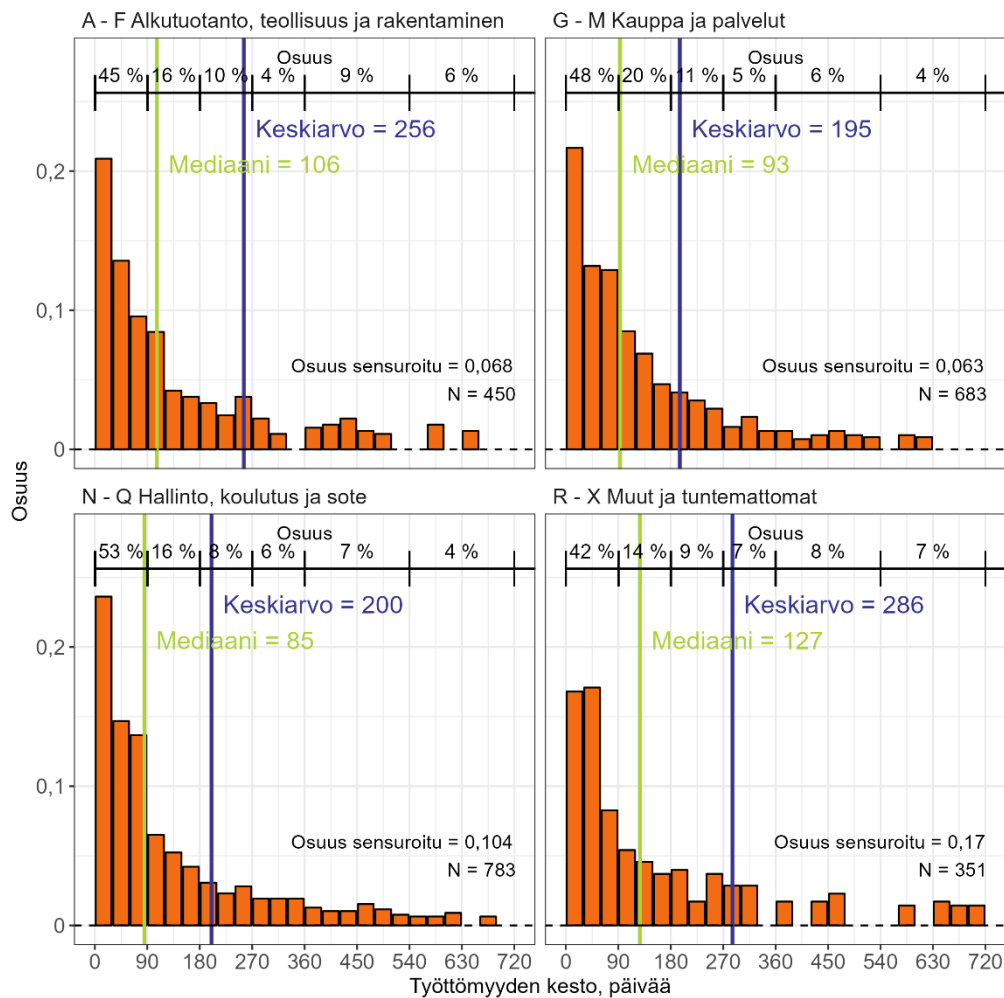 A - F Alkutuotanto, teollisuus ja rakentaminen
Osuus
45 % 16 % 10 % 4 % 9 % 6 %
Keskiarvo = 256
Mediaani = 106
Osuus sensuroitu = 0,068
N = 450
0,2
0,1
0
G - M Kauppa ja palvelut
Osuus
48 % 20 % 11 % 5 % 6 % 4 %
Keskiarvo = 195
Mediaani = 93
Osuus sensuroitu = 0,063
N = 683
Osuus
N - Q Hallinto, koulutus ja sote
Osuus
53 % 16 % 8 % 6 % 7 % 4 %
Keskiarvo = 200
Mediaani = 85
Osuus sensuroitu = 0,104
N = 783
0,2
0,1
0
0 90 180 270 360 450 540 630 720
R - X Muut ja tuntemattomat
Osuus
42 % 14 % 9 % 7 % 8 % 7 %
Keskiarvo = 286
Mediaani = 127
Osuus sensuroitu = 0,17
N = 351
0 90 180 270 360 450 540 630 720
Työttömyyden kesto, päivää